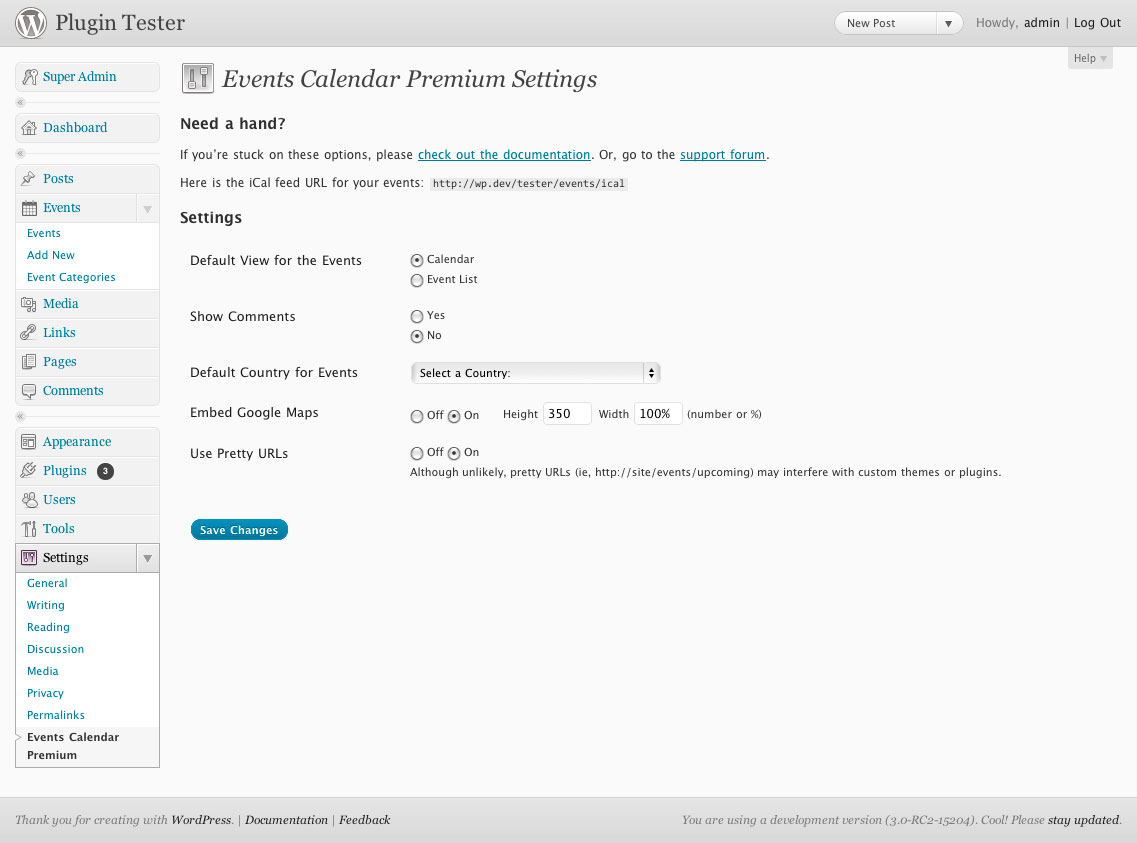 Plugin Tester
New Post
Howdy, admin | Log Out
Help
Super Admin
Dashboard
Posts
Events
Events
Add New
Event Categories
Media
Links
Pages
Comments
Appearance
Plugins 3
Users
Tools
Settings
General
Writing
Reading
Discussion
Media
Privacy
Permalinks
Events Calendar
Premium
Events Calendar Premium Settings
Need a hand?
If you're stuck on these options, please check out the documentation. Or, go to the support forum.
Here is the iCal feed URL for your events: http://wp.dev/tester/events/ical
Settings
Default View for the Events Calendar
Event List
Show Comments Yes
No
Default Country for Events Select a Country:
Embed Google Maps Off On Height 350 Width 100% (number or %)
Use Pretty URLs Off On
Although unlikely, pretty URLs (ie, http://site/events/upcoming) may interfere with custom themes or plugins.
Save Changes
Thank you for creating with WordPress. | Documentation | Feedback
You are using a development version (3.0-RC2-15204). Cool! Please stay updated.